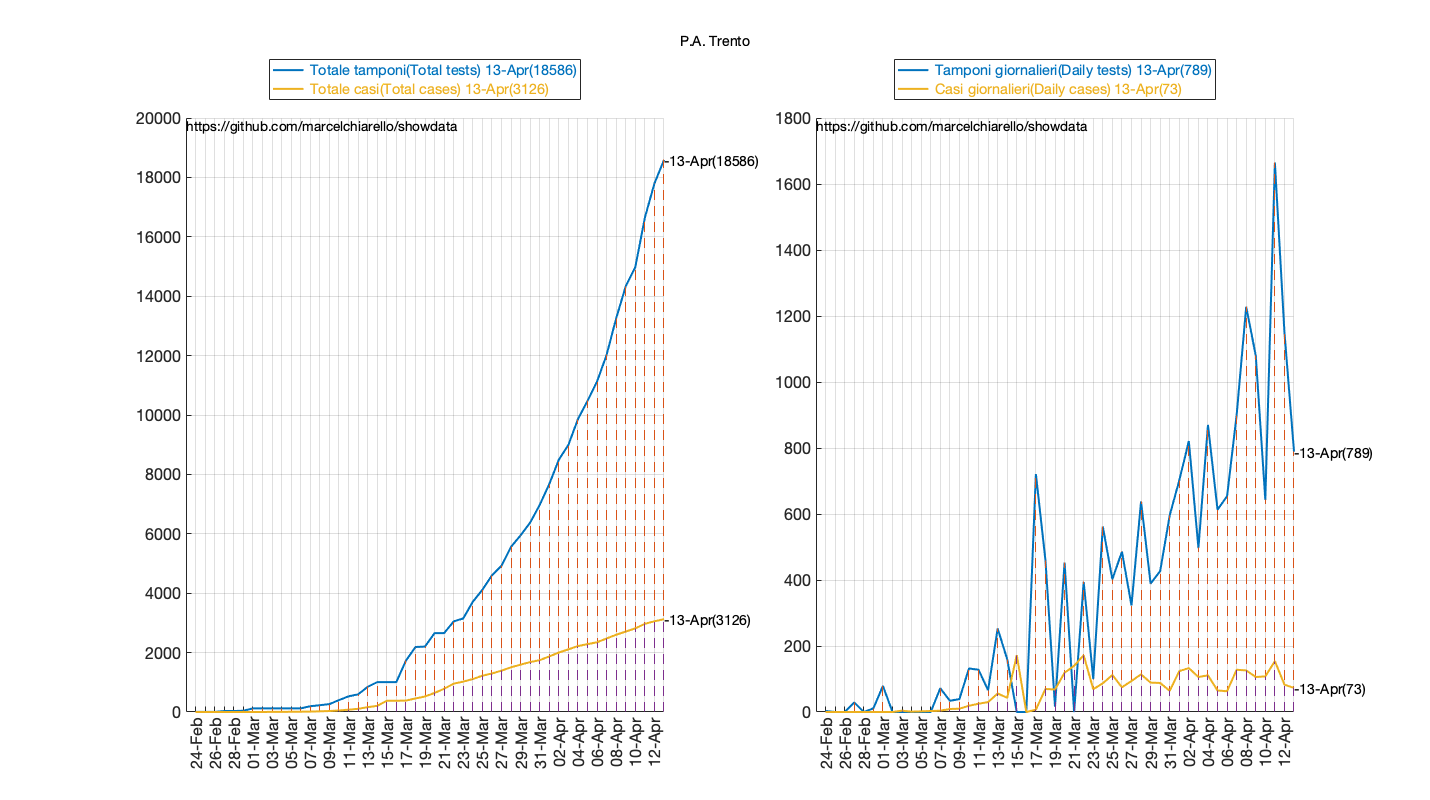 P.A. Trento
Totale tamponi(Total tests) 13-Apr(18586)
Totale casi(Total cases) 13-Apr(3126)
https://github.com/marcelchiarello/showdata
20000
18000
16000
14000
12000
10000
8000
6000
4000
2000
0
-13-Apr(18586)
-13-Apr(3126)
24-Feb
26-Feb
28-Feb
01-Mar
03-Mar
05-Mar
07-Mar
09-Mar
11-Mar
13-Mar
15-Mar
17-Mar
19-Mar
21-Mar
23-Mar
25-Mar
27-Mar
29-Mar
31-Mar
02-Apr
04-Apr
06-Apr
08-Apr
10-Apr
12-Apr
Tamponi giornalieri(Daily tests) 13-Apr(789)
Casi giornalieri(Daily cases) 13-Apr(73)
https://github.com/marcelchiarello/showdata
1800
1600
1400
1200
1000
800
600
400
200
0
-13-Apr(789)
-13-Apr(73)
24-Feb
26-Feb
28-Feb
01-Mar
03-Mar
05-Mar
07-Mar
09-Mar
11-Mar
13-Mar
15-Mar
17-Mar
19-Mar
21-Mar
23-Mar
25-Mar
27-Mar
29-Mar
31-Mar
02-Apr
04-Apr
06-Apr
08-Apr
10-Apr
12-Apr